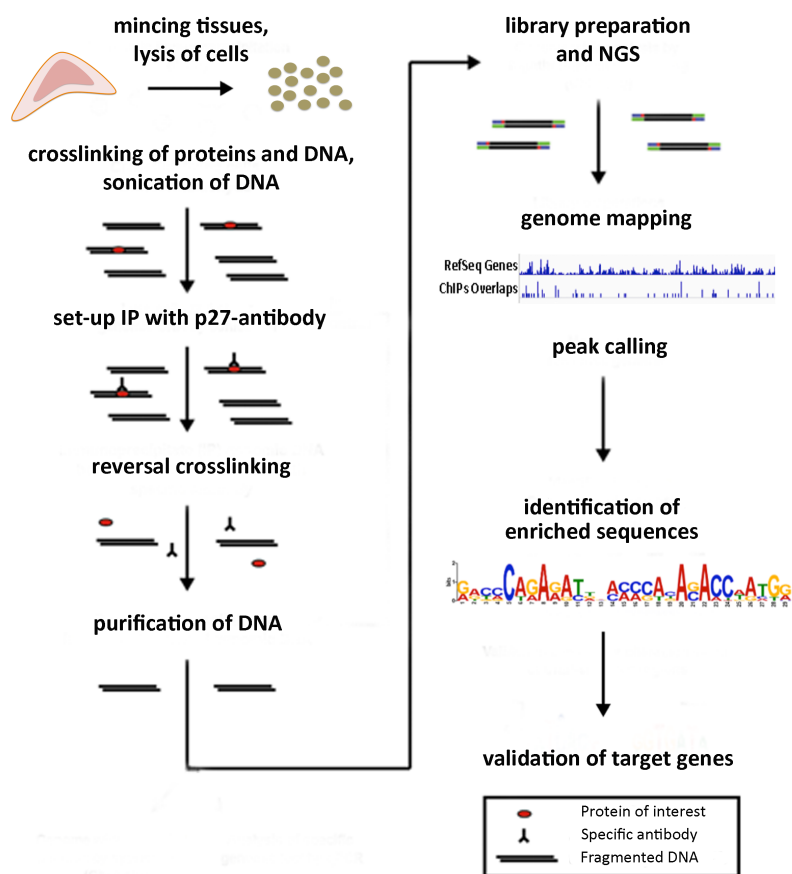 mincing tissues,
lysis of cells
crosslinking of proteins and DNA,
sonication of DNA
set-up IP with p27-antibody
reversal crosslinking
purification of DNA
library preparation
and NGS
genome mapping
RefSeq Genes
ChIPs Overlaps
peak calling
identification of
enriched sequences
validation of target genes
Protein of interest
Specific antibody
Fragmented DNA